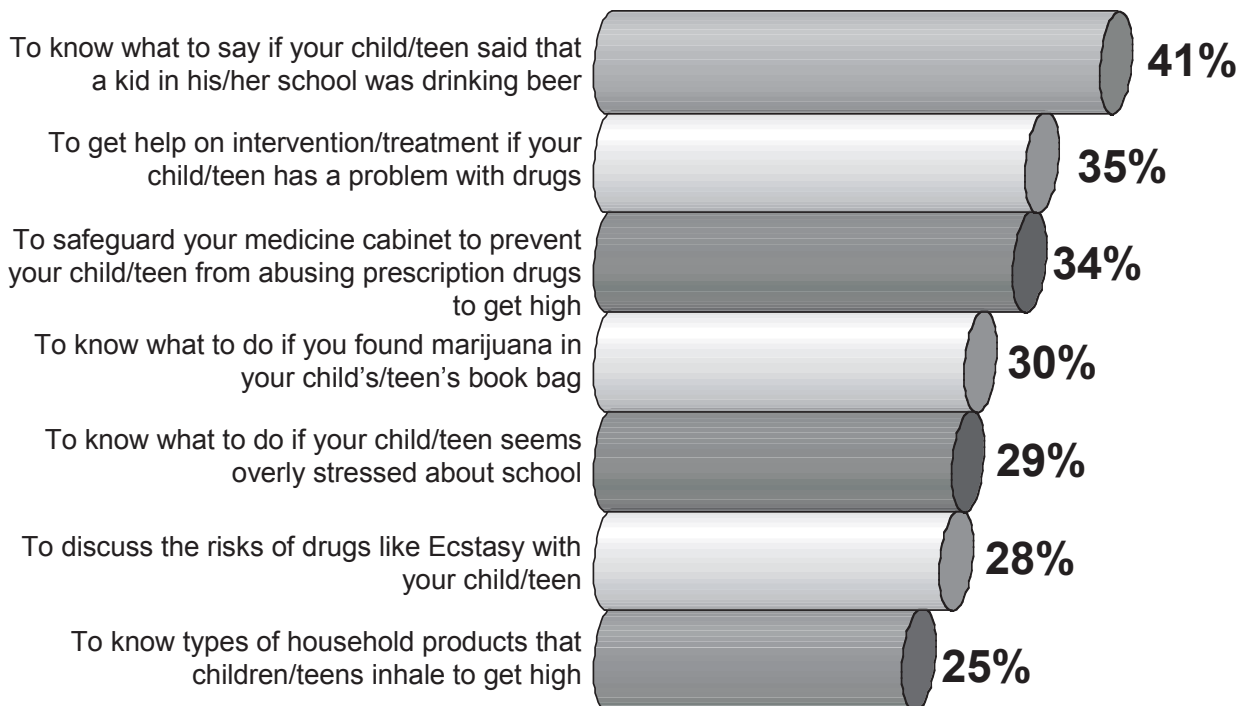 To know what to say if your child/teen said that
a kid in his/her school was drinking beer
41%
To get help on intervention/treatment if your
child/teen has a problem with drugs
35%
To safeguard your medicine cabinet to prevent
your child/teen from abusing prescription drugs
to get high
34%
To know what to do if you found marijuana in
your child's/teen's book bag
30%
To know what to do if your child/teen seems
overly stressed about school
29%
To discuss the risks of drugs like Ecstasy with
your child/teen
28%
To know types of household products that
children/teens inhale to get high
25%